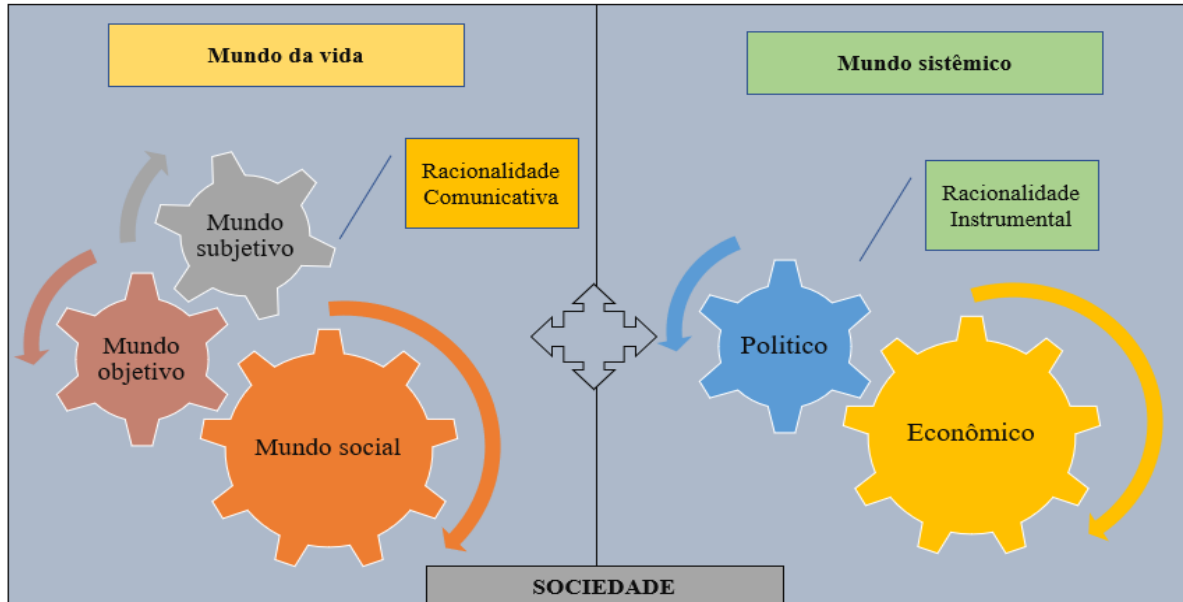 Mundo da vida
Mundo sistêmico
Racionalidade
Comunicativa
Racionalidade
Instrumental
Mundo
subjetivo
Mundo
objetivo
Mundo social
Politico
Econômico
SOCIEDADE